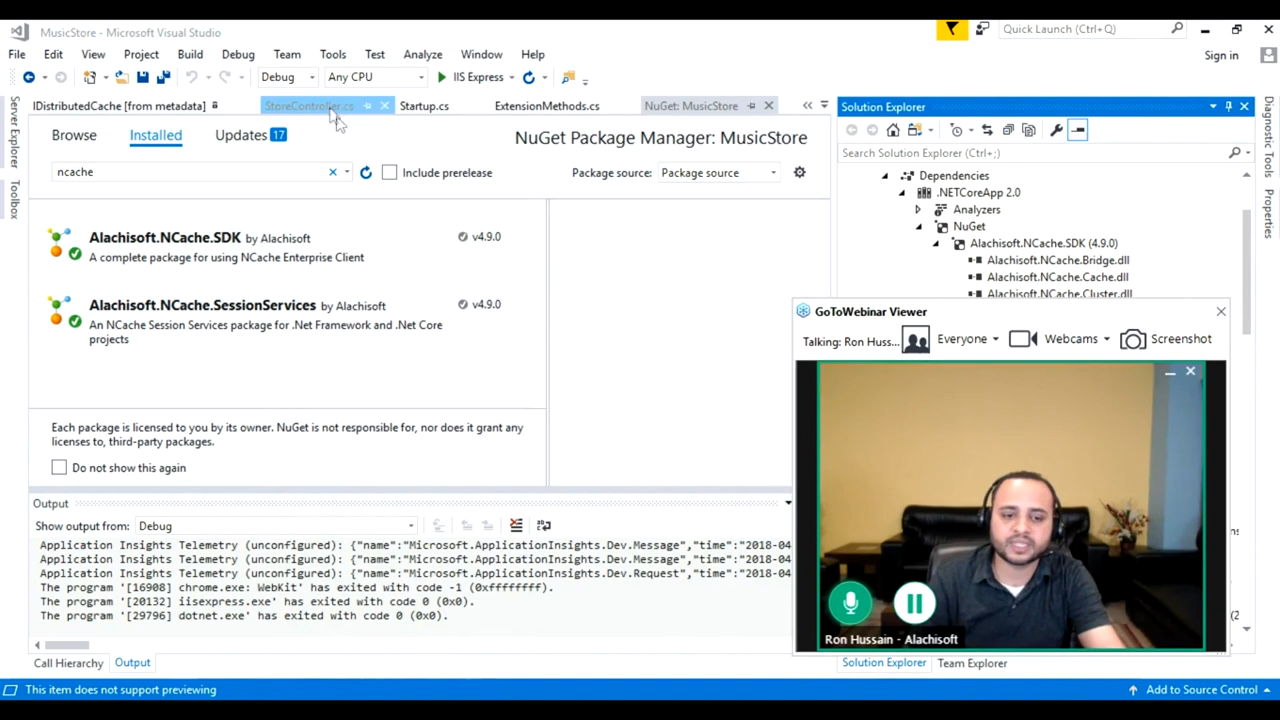 MusicStore - Microsoft Visual Studio
Quick Launch (Ctrl+Q)
File Edit View Project Build Debug Team Tools Test Analyze Window Help
Sign in
Debug Any CPU IIS Express
IDistributedCache [from metadata] StoreController.cs Startup.cs ExtensionMethods.cs NuGet: MusicStore
Server Explorer
Toolbox
Browse Installed Updates 17
NuGet Package Manager: MusicStore
ncache
Include prerelease
Package source: Package source
Alachisoft.NCache.SDK by Alachisoft
v4.9.0
A complete package for using NCache Enterprise Client
Alachisoft.NCache.SessionServices by Alachisoft
v4.9.0
An NCache Session Services package for .Net Framework and .Net Core
projects
Each package is licensed to you by its owner. NuGet is not responsible for, nor does it grant any
licenses to, third-party packages.
Do not show this again
Output
Show output from: Debug
Application Insights Telemetry (unconfigured): {"name":"Microsoft.ApplicationInsights.Dev.Message","time":"2018-04
Application Insights Telemetry (unconfigured): {"name":"Microsoft.ApplicationInsights.Dev.Message","time":"2018-04
Application Insights Telemetry (unconfigured): {"name":"Microsoft.ApplicationInsights.Dev.Request","time":"2018-04
The program '[16908] chrome.exe: WebKit' has exited with code -1 (0xffffffff).
The program '[20132] iisexpress.exe' has exited with code 0 (0x0).
The program '[29796] dotnet.exe' has exited with code 0 (0x0).
Call Hierarchy Output
This item does not support previewing
Solution Explorer
Search Solution Explorer (Ctrl+;)
Dependencies
.NETCoreApp 2.0
Analyzers
NuGet
Alachisoft.NCache.SDK (4.9.0)
Alachisoft.NCache.Bridge.dll
Alachisoft.NCache.Cache.dll
Alachisoft.NCache.Cluster.dll
GoToWebinar Viewer
Talking: Ron Huss...
Everyone Webcams Screenshot
Ron Hussain - Alachisoft
Solution Explorer Team Explorer
Add to Source Control
Diagnostic Tools
Properties